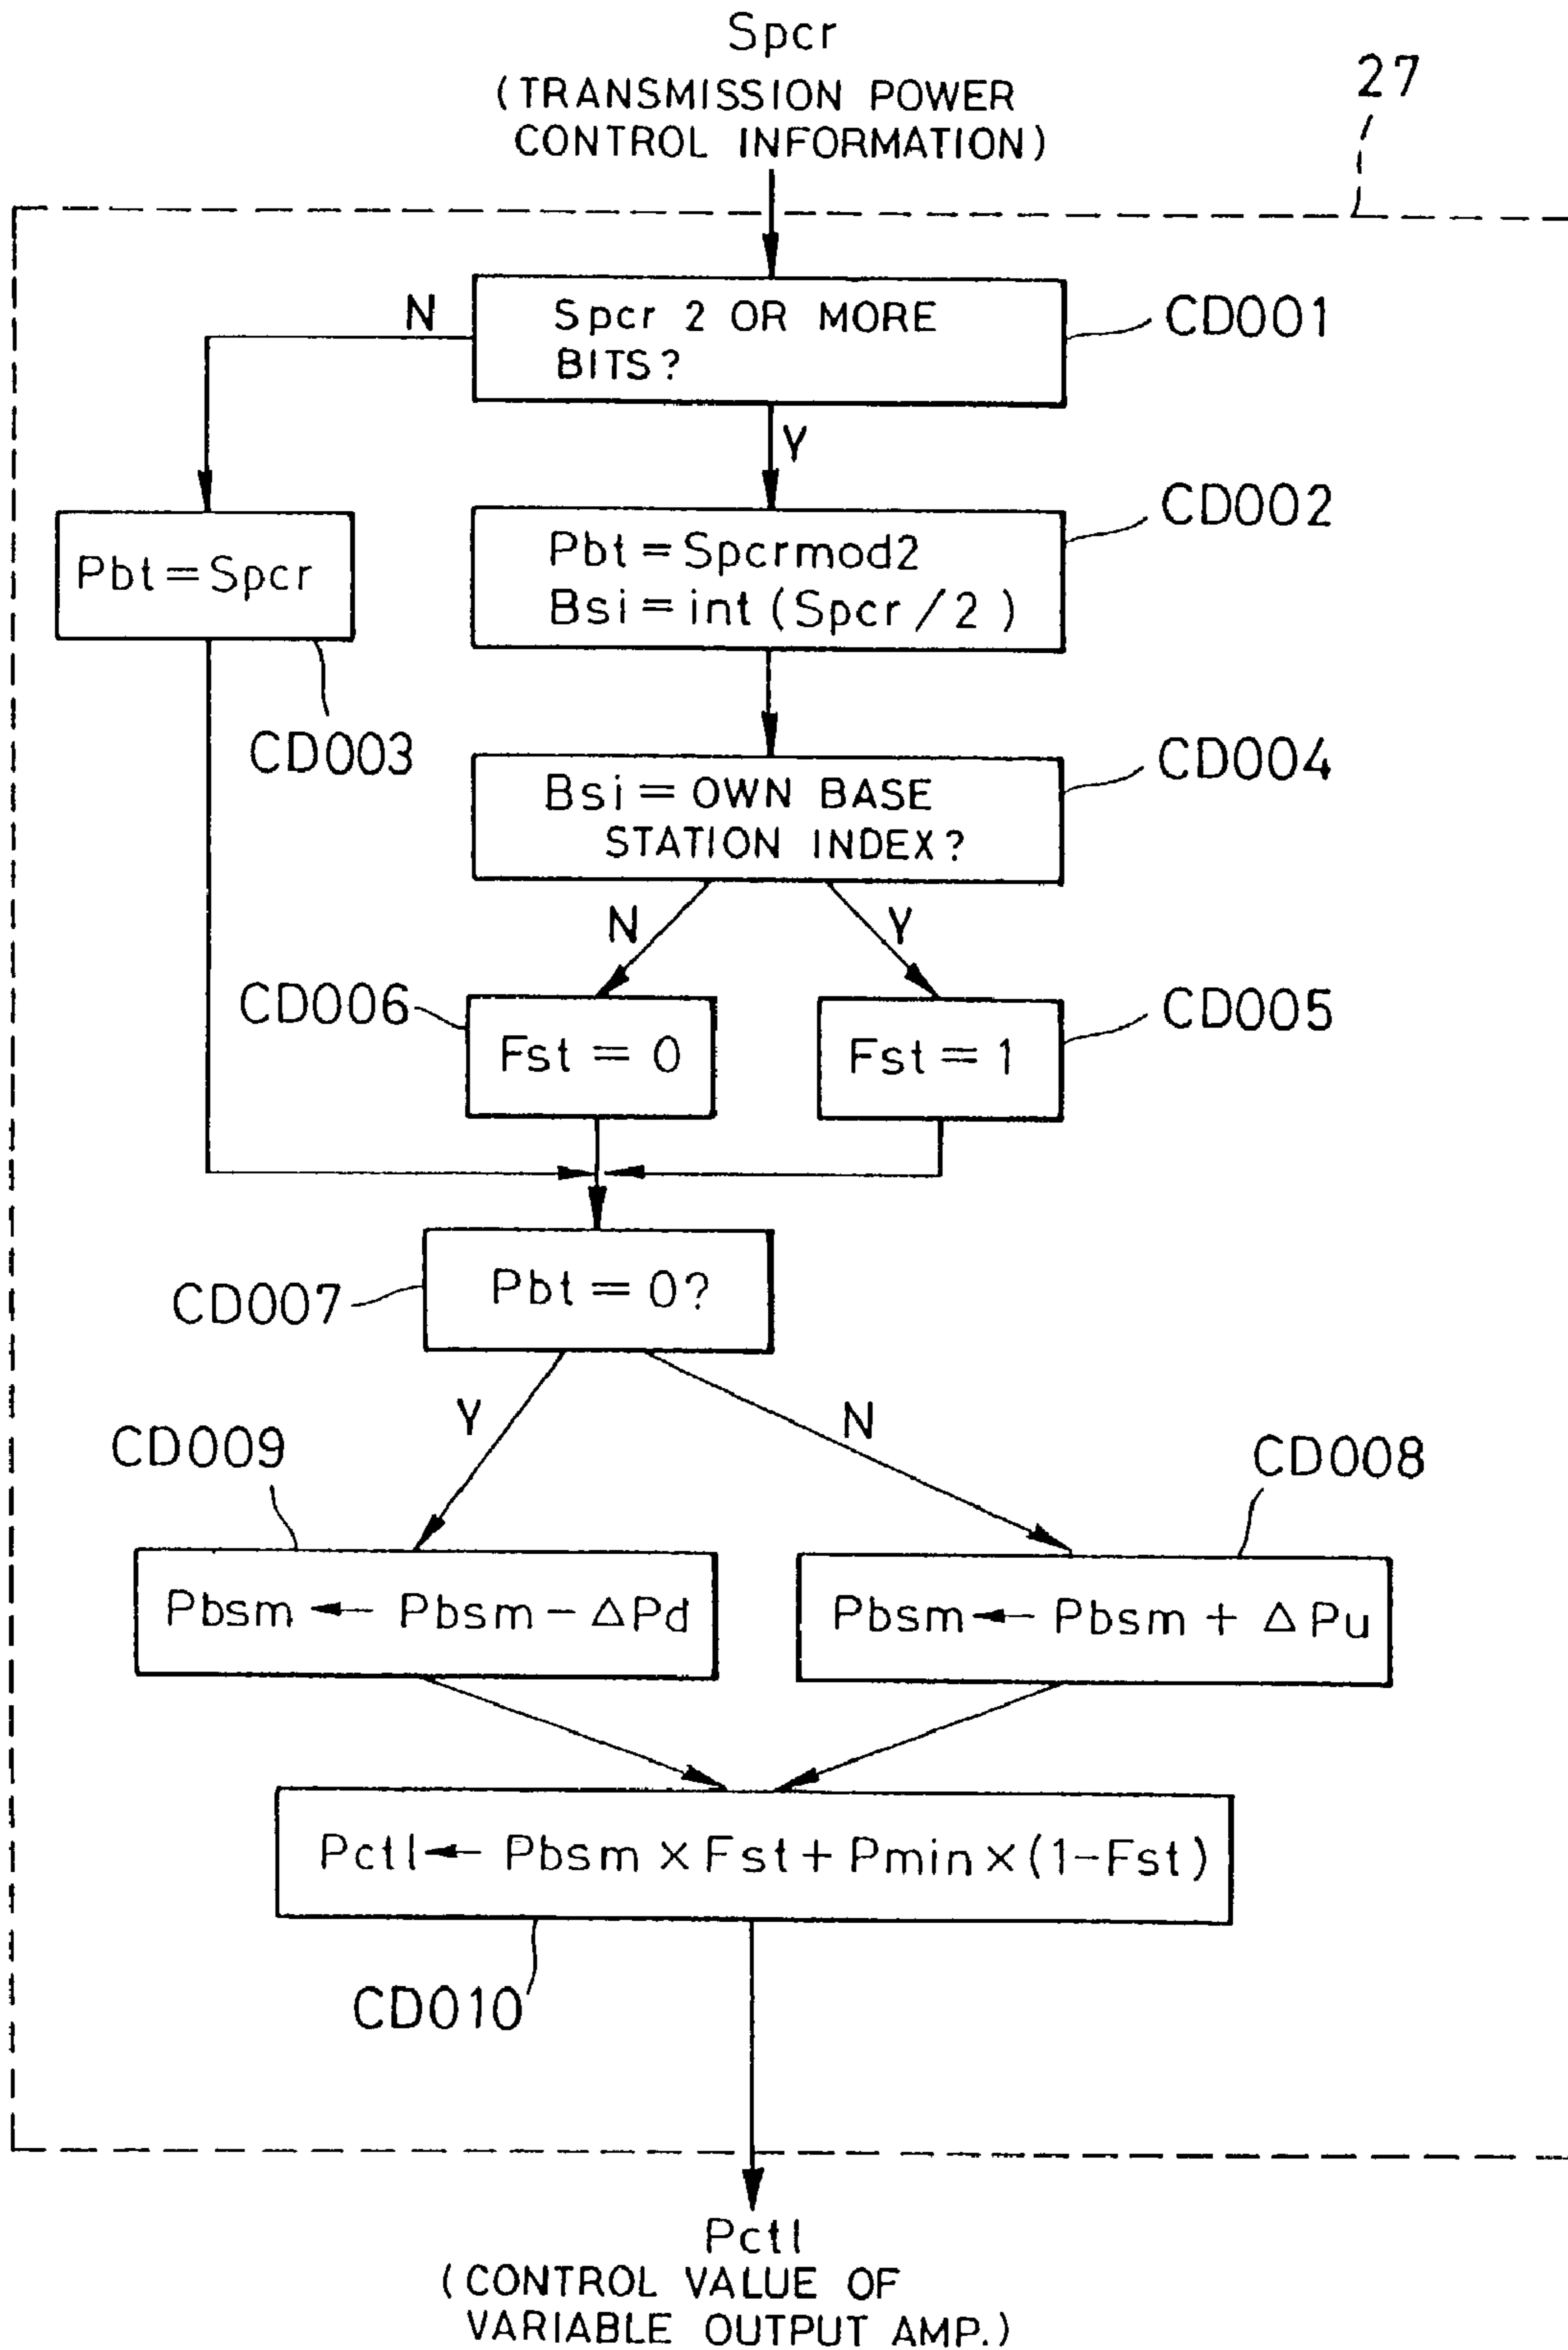 Spcr
(TRANSMISSION POWER
CONTROL INFORMATION)
27
N
Spcr 2 OR MORE
BITS?
CD001
Y
CD002
Pbt=Spcrmod2
Bsi=int(Spcr/2)
Pbt=Spcr
CD003
CD004
Bsi=OWN BASE
STATION INDEX?
N
Y
CD006
Fst = 0
CD005
Fst = 1
CD007
Pbt = 0?
Y
N
CD009
CD008
Pbsm ← Pbsm - ΔPd
Pbsm ← Pbsm + ΔPu
Pctl ← Pbsm × Fst + Pmin × (1-Fst)
CD010
Pctl
(CONTROL VALUE OF
VARIABLE OUTPUT AMP.)